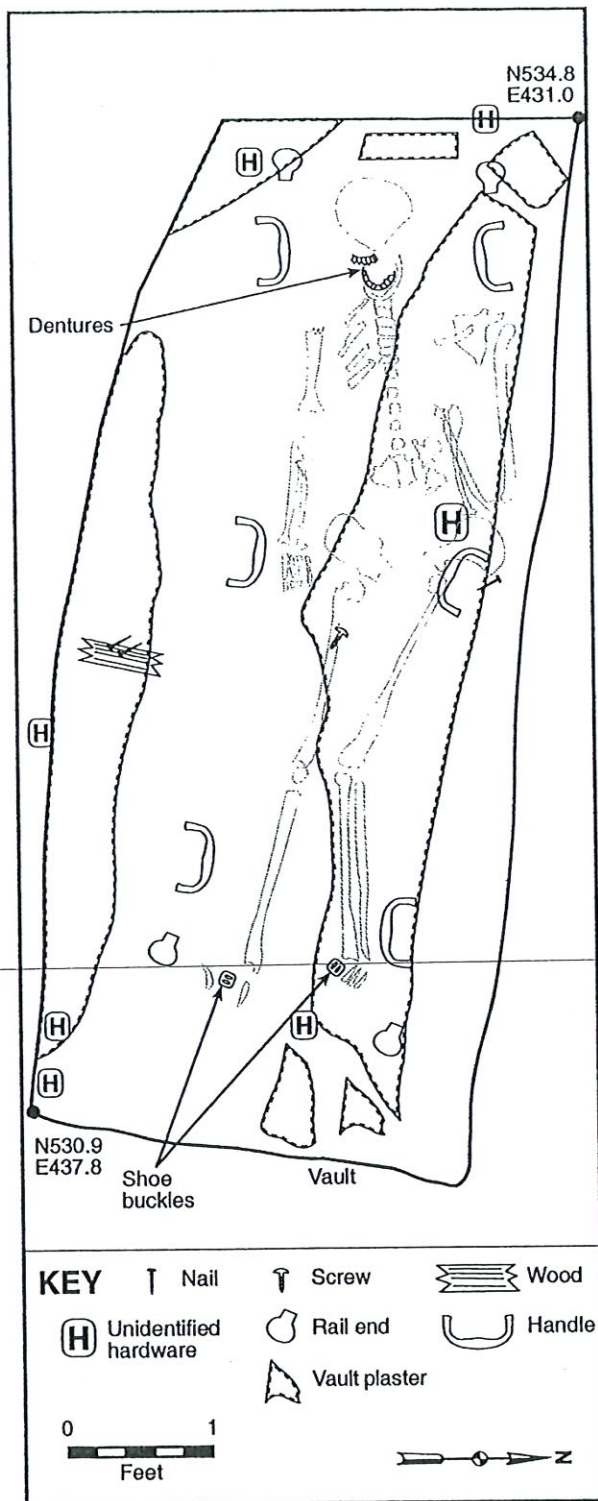 N534.8
E431.0
H
H
Dentures
H
H
H
H
H
N530.9
E437.8
Shoe
buckles
Vault
KEY
Nail
Screw
Wood
H
Unidentified
hardware
Rail end
Handle
Vault plaster
0 1
Feet
N